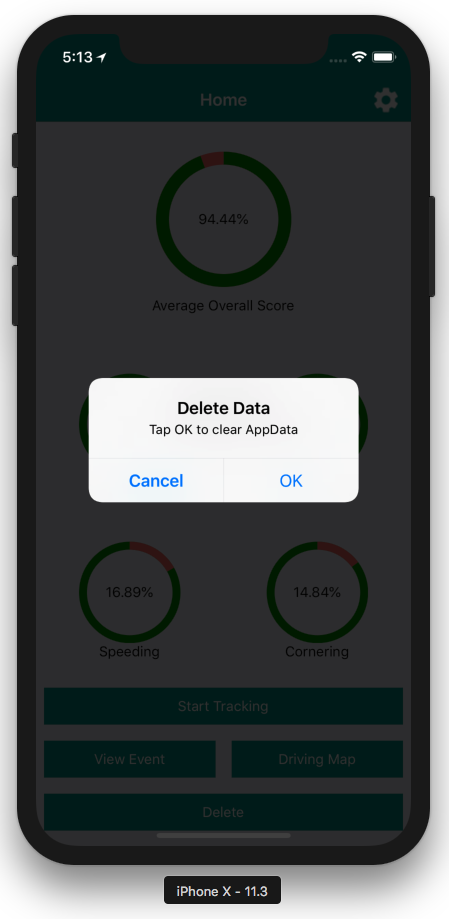 5:13
Home
94.44%
Average Overall Score
Delete Data
Tap OK to clear AppData
Cancel OK
16.89% 14.84%
Speeding Cornering
Start Tracking
View Event Driving Map
Delete
iPhone X - 11.3